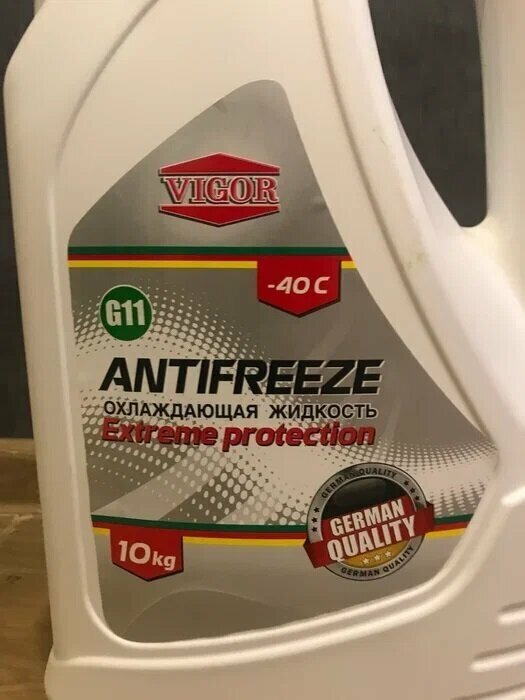 VIGOR
-40 C
G11
ANTIFREEZE
ОХЛАЖДАЮЩАЯ ЖИДКОСТЬ
Extreme protection
GERMAN QUALITY
GERMAN
QUALITY
GERMAN QUALITY
10kg